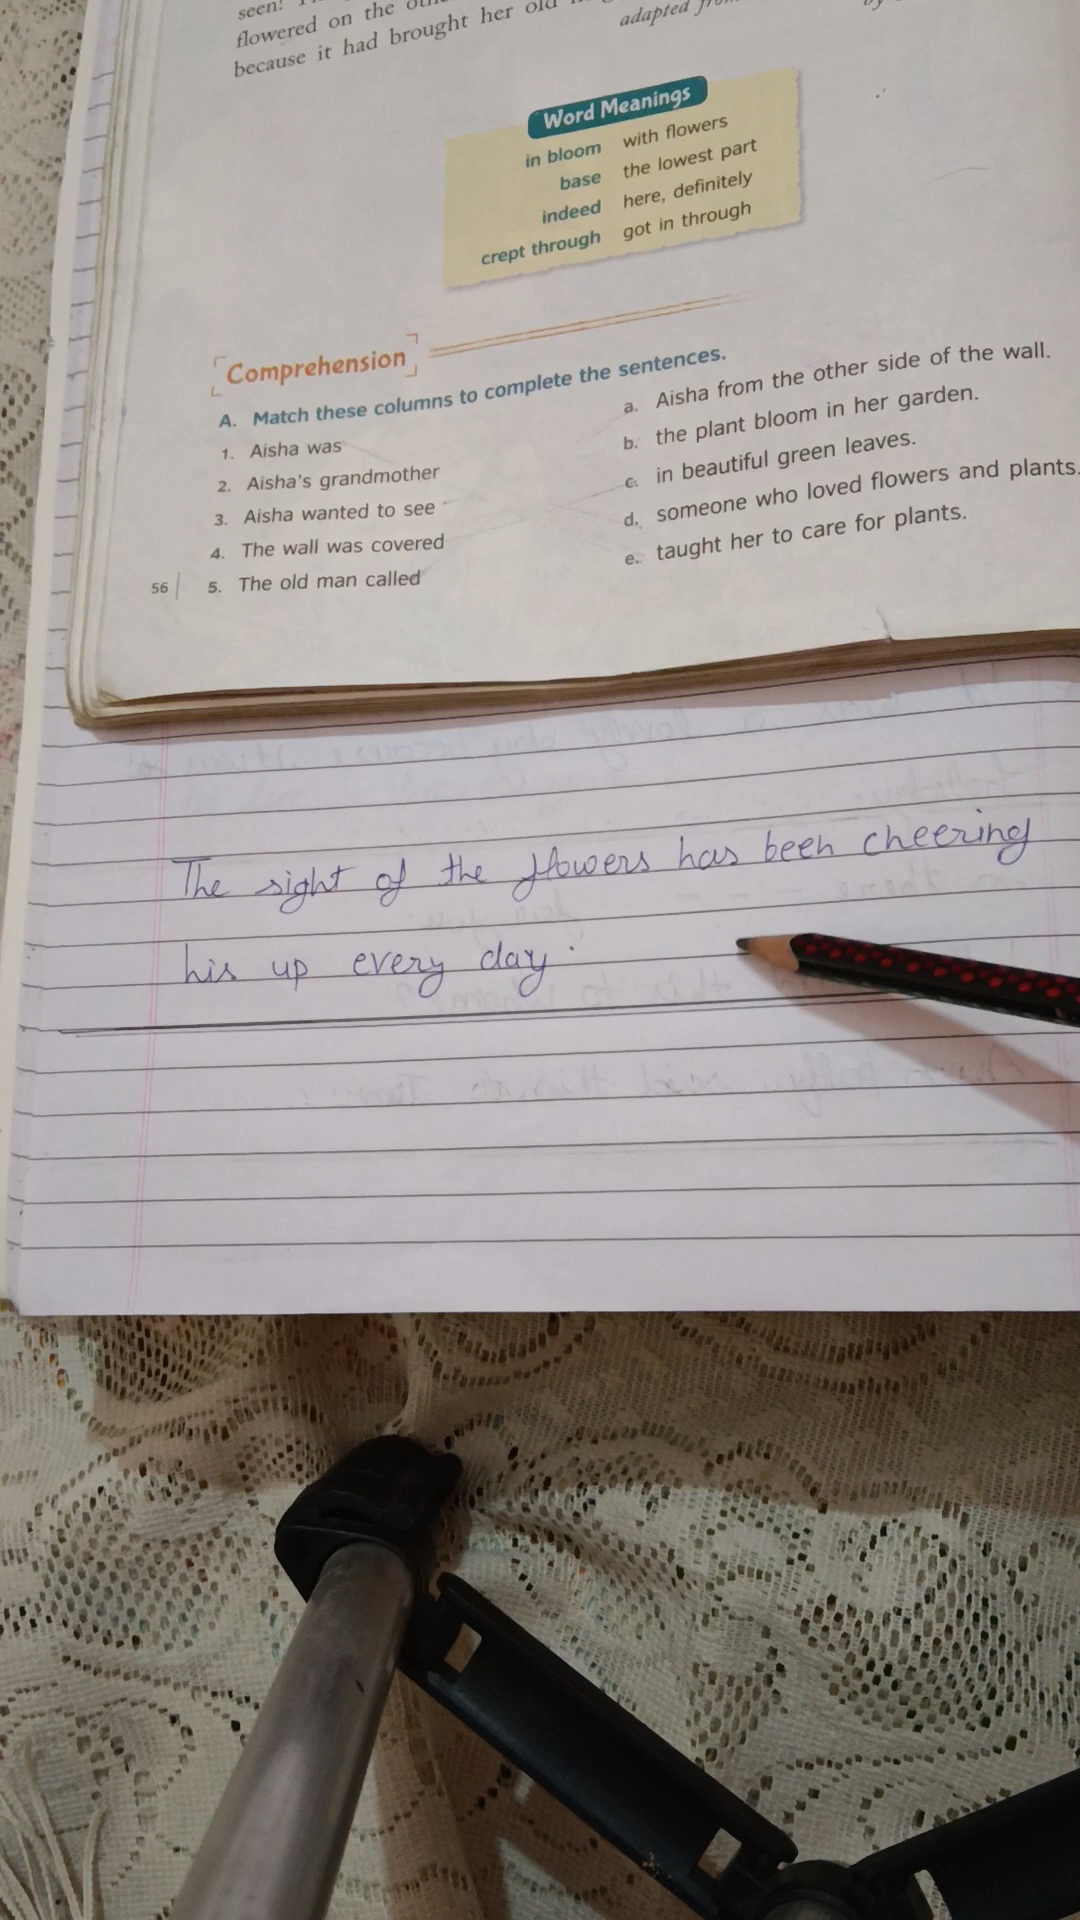 seen!
flowered on the
because it had brought her old
adapted
Word Meanings
in bloom with flowers
base the lowest part
indeed here, definitely
crept through got in through
Comprehension
A. Match these columns to complete the sentences.
1. Aisha was
2. Aisha's grandmother
3. Aisha wanted to see
4. The wall was covered
5. The old man called
a. Aisha from the other side of the wall.
b. the plant bloom in her garden.
c. in beautiful green leaves.
d. someone who loved flowers and plants.
e. taught her to care for plants.
56
The sight of the flowers has been cheering
his up every day.